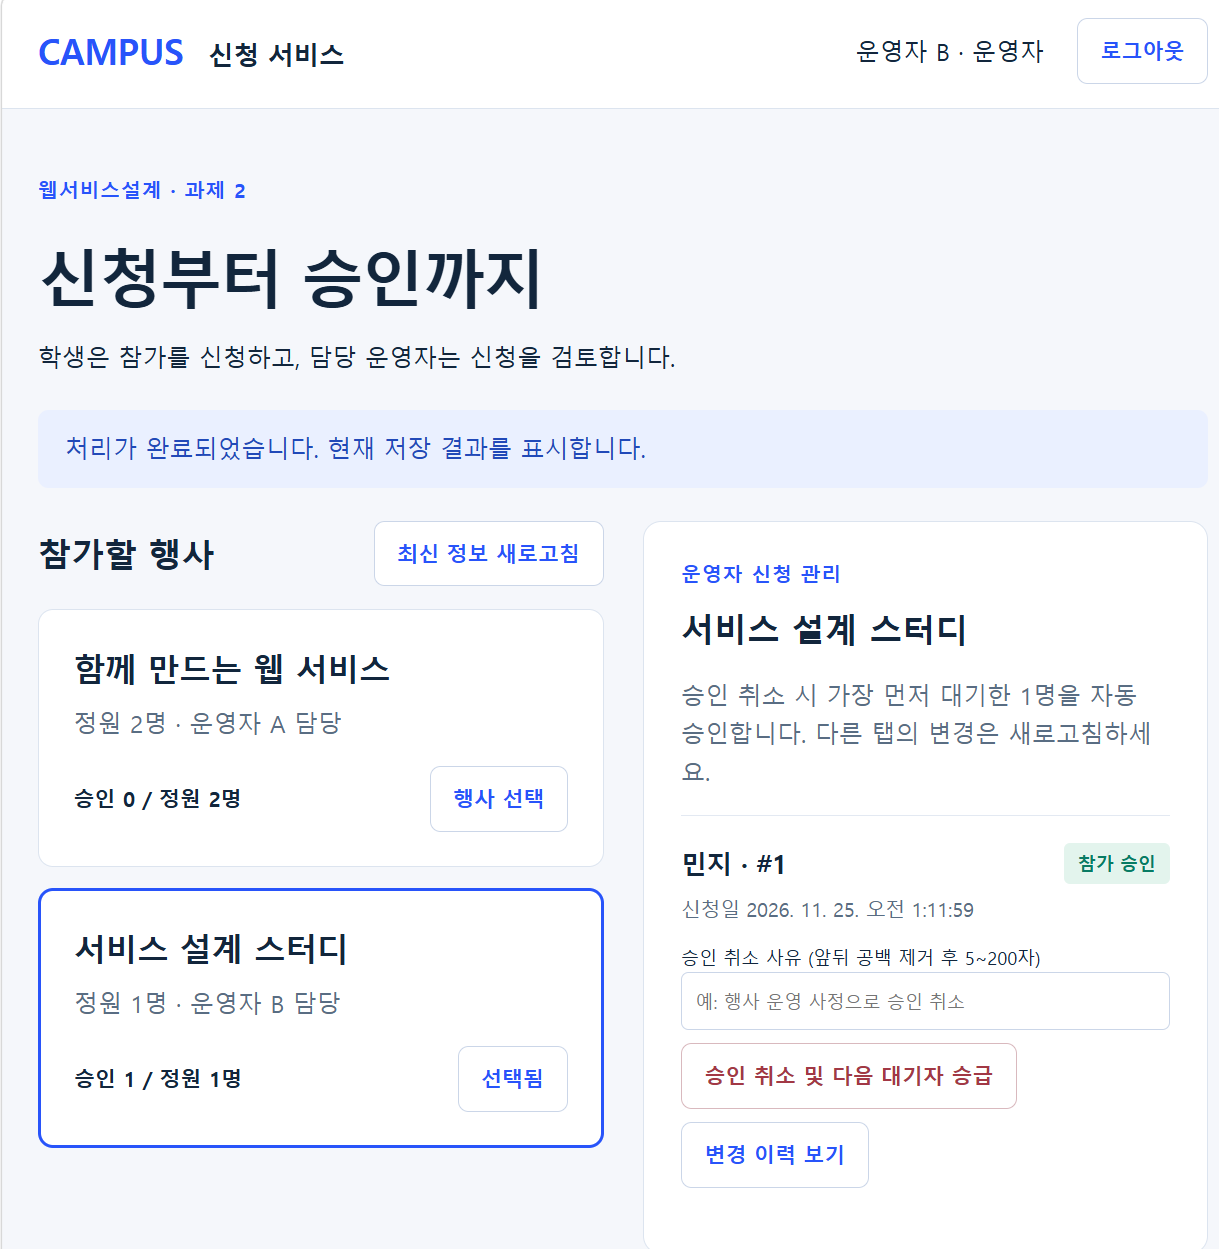 CAMPUS 신청 서비스
운영자 B · 운영자
로그아웃
웹서비스설계 · 과제 2
신청부터 승인까지
학생은 참가를 신청하고, 담당 운영자는 신청을 검토합니다.
처리가 완료되었습니다. 현재 저장 결과를 표시합니다.
참가할 행사
최신 정보 새로고침
함께 만드는 웹 서비스
정원 2명 · 운영자 A 담당
승인 0 / 정원 2명
행사 선택
서비스 설계 스터디
정원 1명 · 운영자 B 담당
승인 1 / 정원 1명
선택됨
운영자 신청 관리
서비스 설계 스터디
승인 취소 시 가장 먼저 대기한 1명을 자동
승인합니다. 다른 탭의 변경은 새로고침하세
요.
민지 · #1
참가 승인
신청일 2026. 11. 25. 오전 1:11:59
승인 취소 사유 (앞뒤 공백 제거 후 5~200자)
예: 행사 운영 사정으로 승인 취소
승인 취소 및 다음 대기자 승급
변경 이력 보기